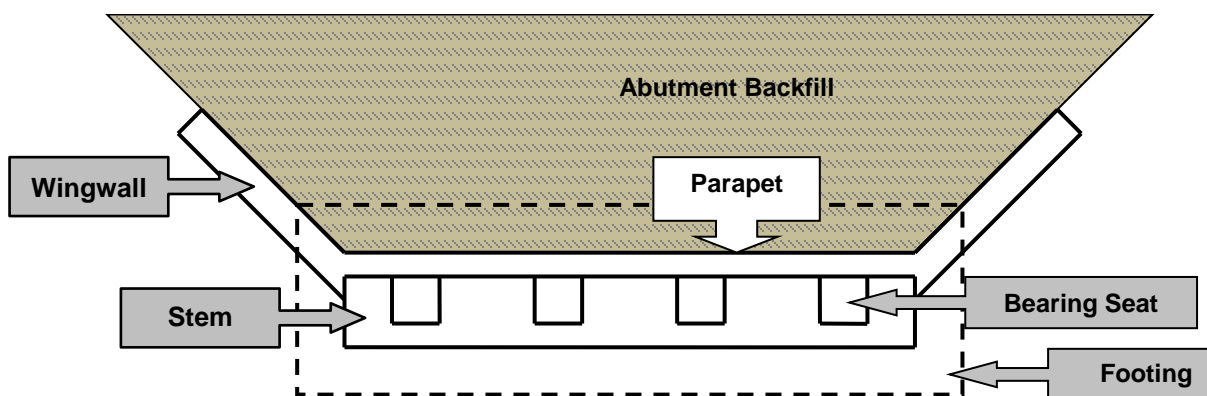 Abutment Backfill
Parapet
Wingwall
Stem
Bearing Seat
Footing